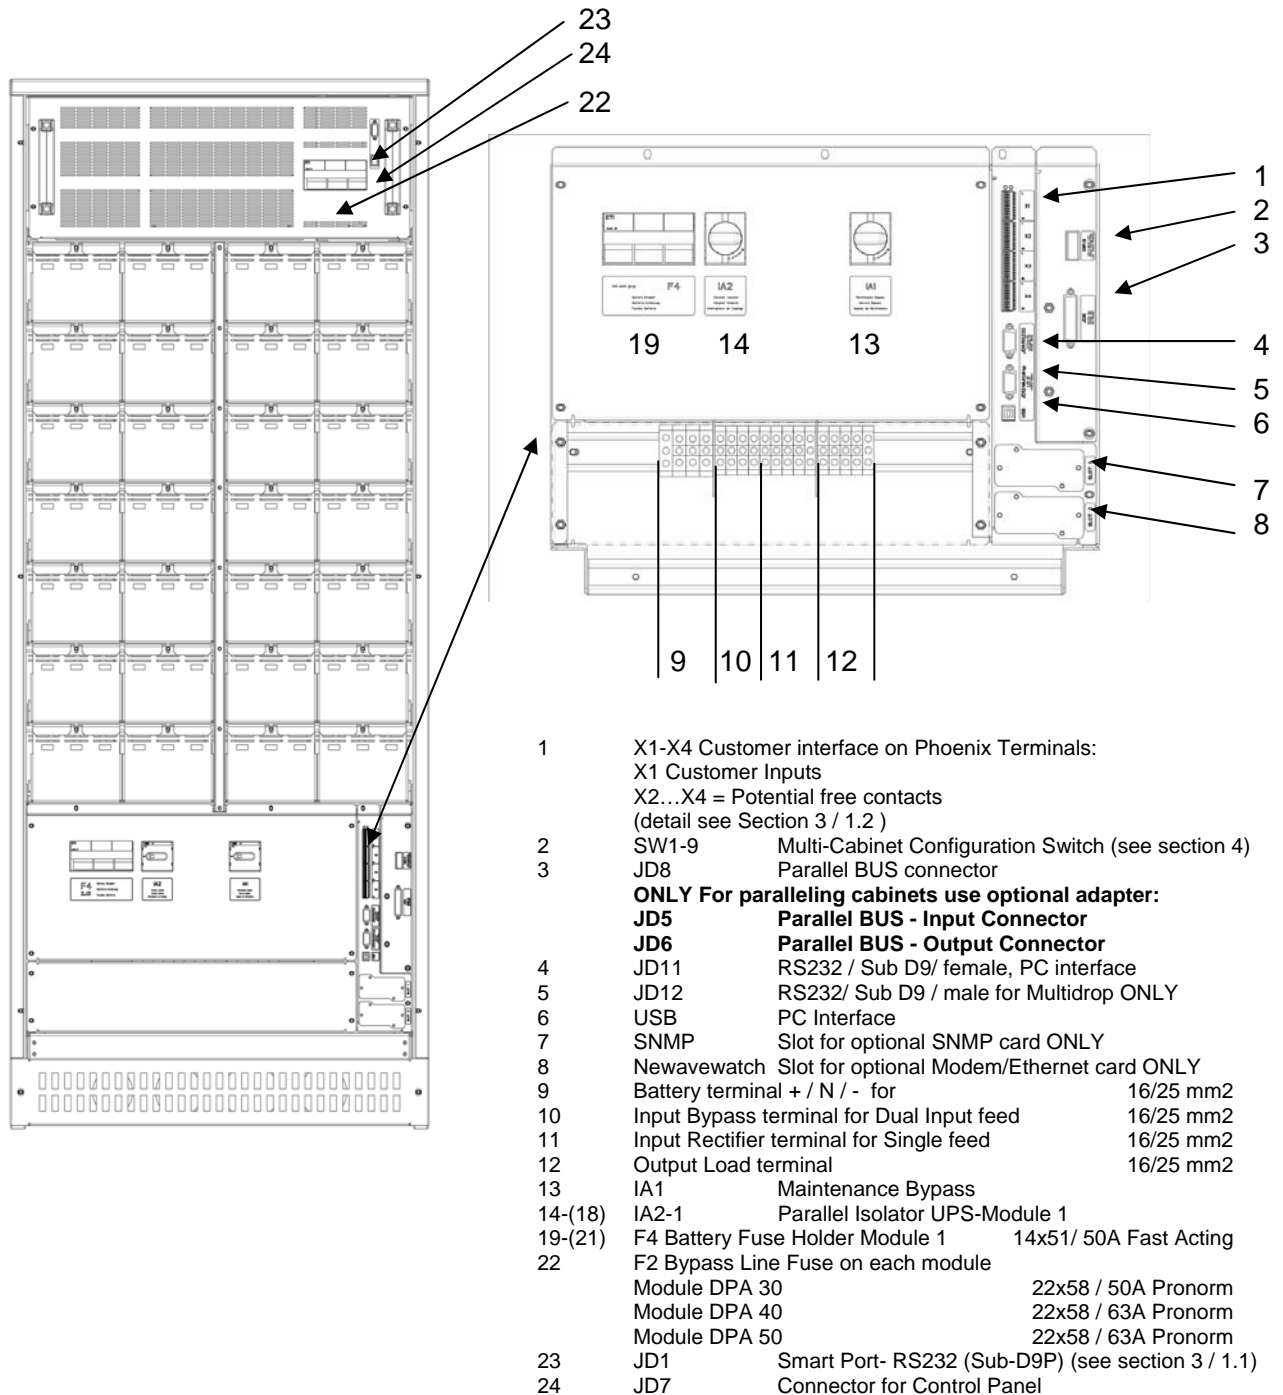 23
24
22
1
2
3
4
5
6
7
8
F4
IA2
IA1
19
14
13
X1
X2
X3
X4
SLOT 1
SLOT 2
9
10
11
12
F4
IA2
IA1
1 X1-X4 Customer interface on Phoenix Terminals:
X1 Customer Inputs
X2…X4 = Potential free contacts
(detail see Section 3 / 1.2 )
2 SW1-9 Multi-Cabinet Configuration Switch (see section 4)
3 JD8 Parallel BUS connector
ONLY For paralleling cabinets use optional adapter:
JD5 Parallel BUS - Input Connector
JD6 Parallel BUS - Output Connector
4 JD11 RS232 / Sub D9/ female, PC interface
5 JD12 RS232/ Sub D9 / male for Multidrop ONLY
6 USB PC Interface
7 SNMP Slot for optional SNMP card ONLY
8 Newavewatch Slot for optional Modem/Ethernet card ONLY
9 Battery terminal + / N / - for 16/25 mm2
10 Input Bypass terminal for Dual Input feed 16/25 mm2
11 Input Rectifier terminal for Single feed 16/25 mm2
12 Output Load terminal 16/25 mm2
13 IA1 Maintenance Bypass
14-(18) IA2-1 Parallel Isolator UPS-Module 1
19-(21) F4 Battery Fuse Holder Module 1 14x51/ 50A Fast Acting
22 F2 Bypass Line Fuse on each module
Module DPA 30 22x58 / 50A Pronorm
Module DPA 40 22x58 / 63A Pronorm
Module DPA 50 22x58 / 63A Pronorm
23 JD1 Smart Port- RS232 (Sub-D9P) (see section 3 / 1.1)
24 JD7 Connector for Control Panel